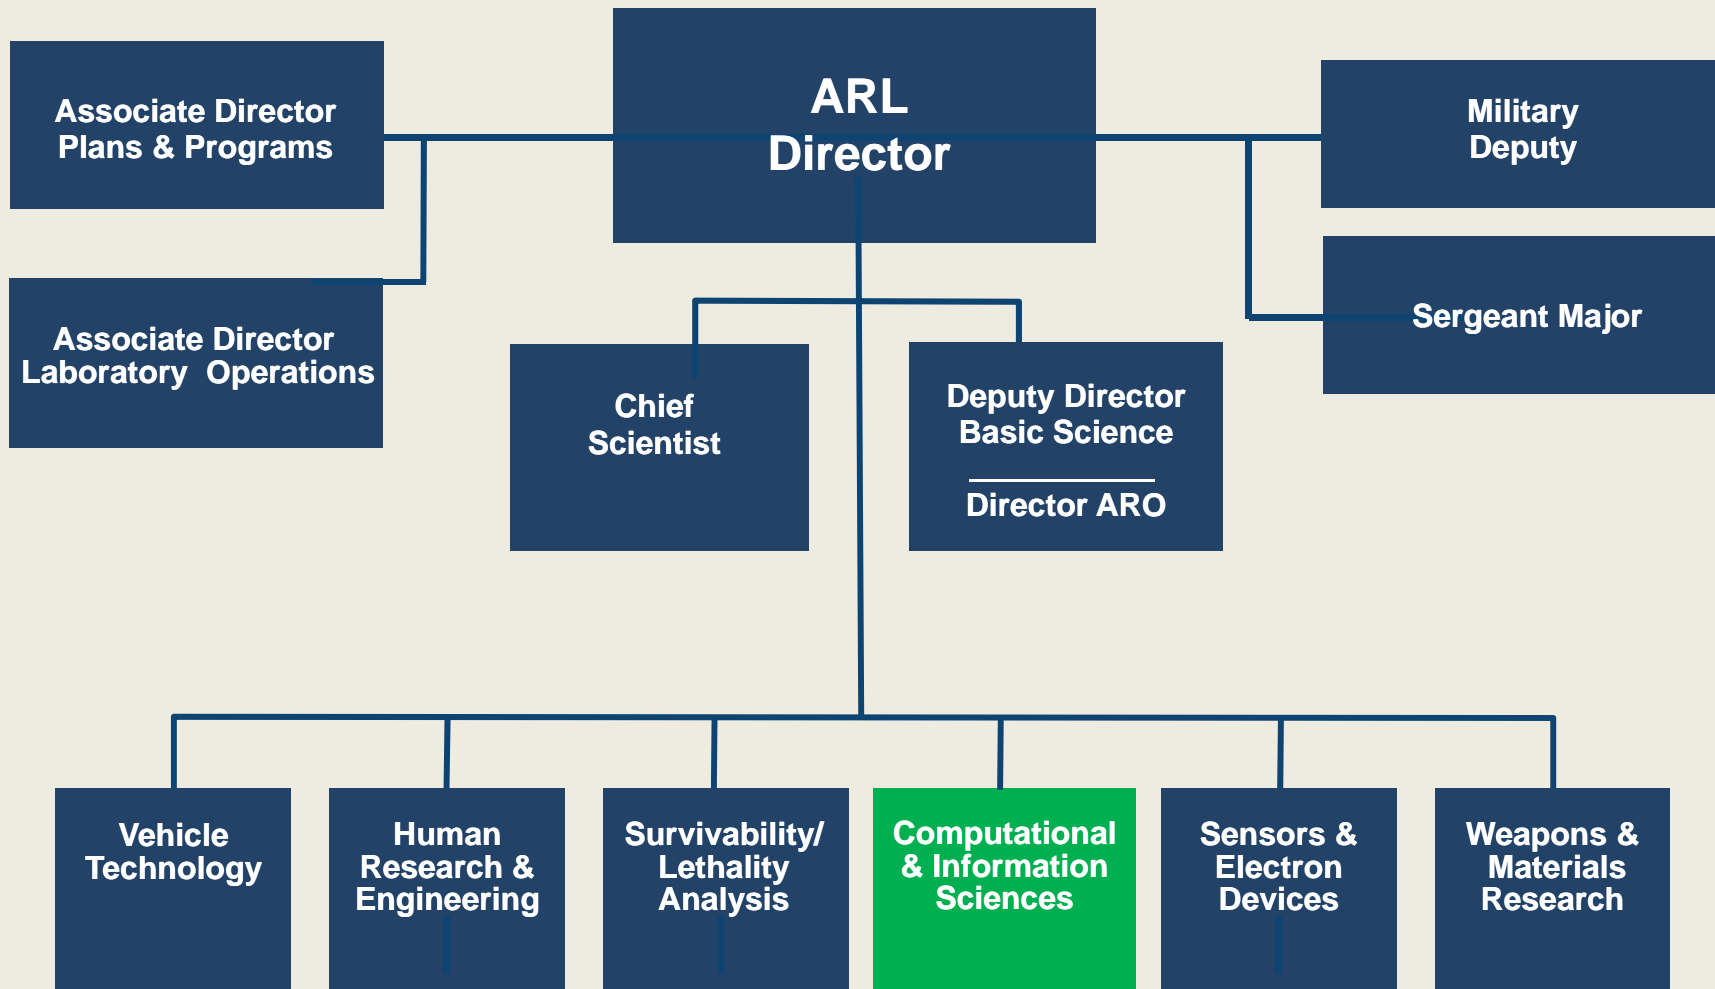 ARL
Director
Associate Director
Plans & Programs
Military
Deputy
Associate Director
Laboratory  Operations
Sergeant Major
Chief
Scientist
Deputy Director
Basic Science
Director ARO
Vehicle
Technology
Human
Research &
Engineering
Survivability/
Lethality
Analysis
Computational
& Information
Sciences
Sensors &
Electron
Devices
Weapons &
Materials
Research